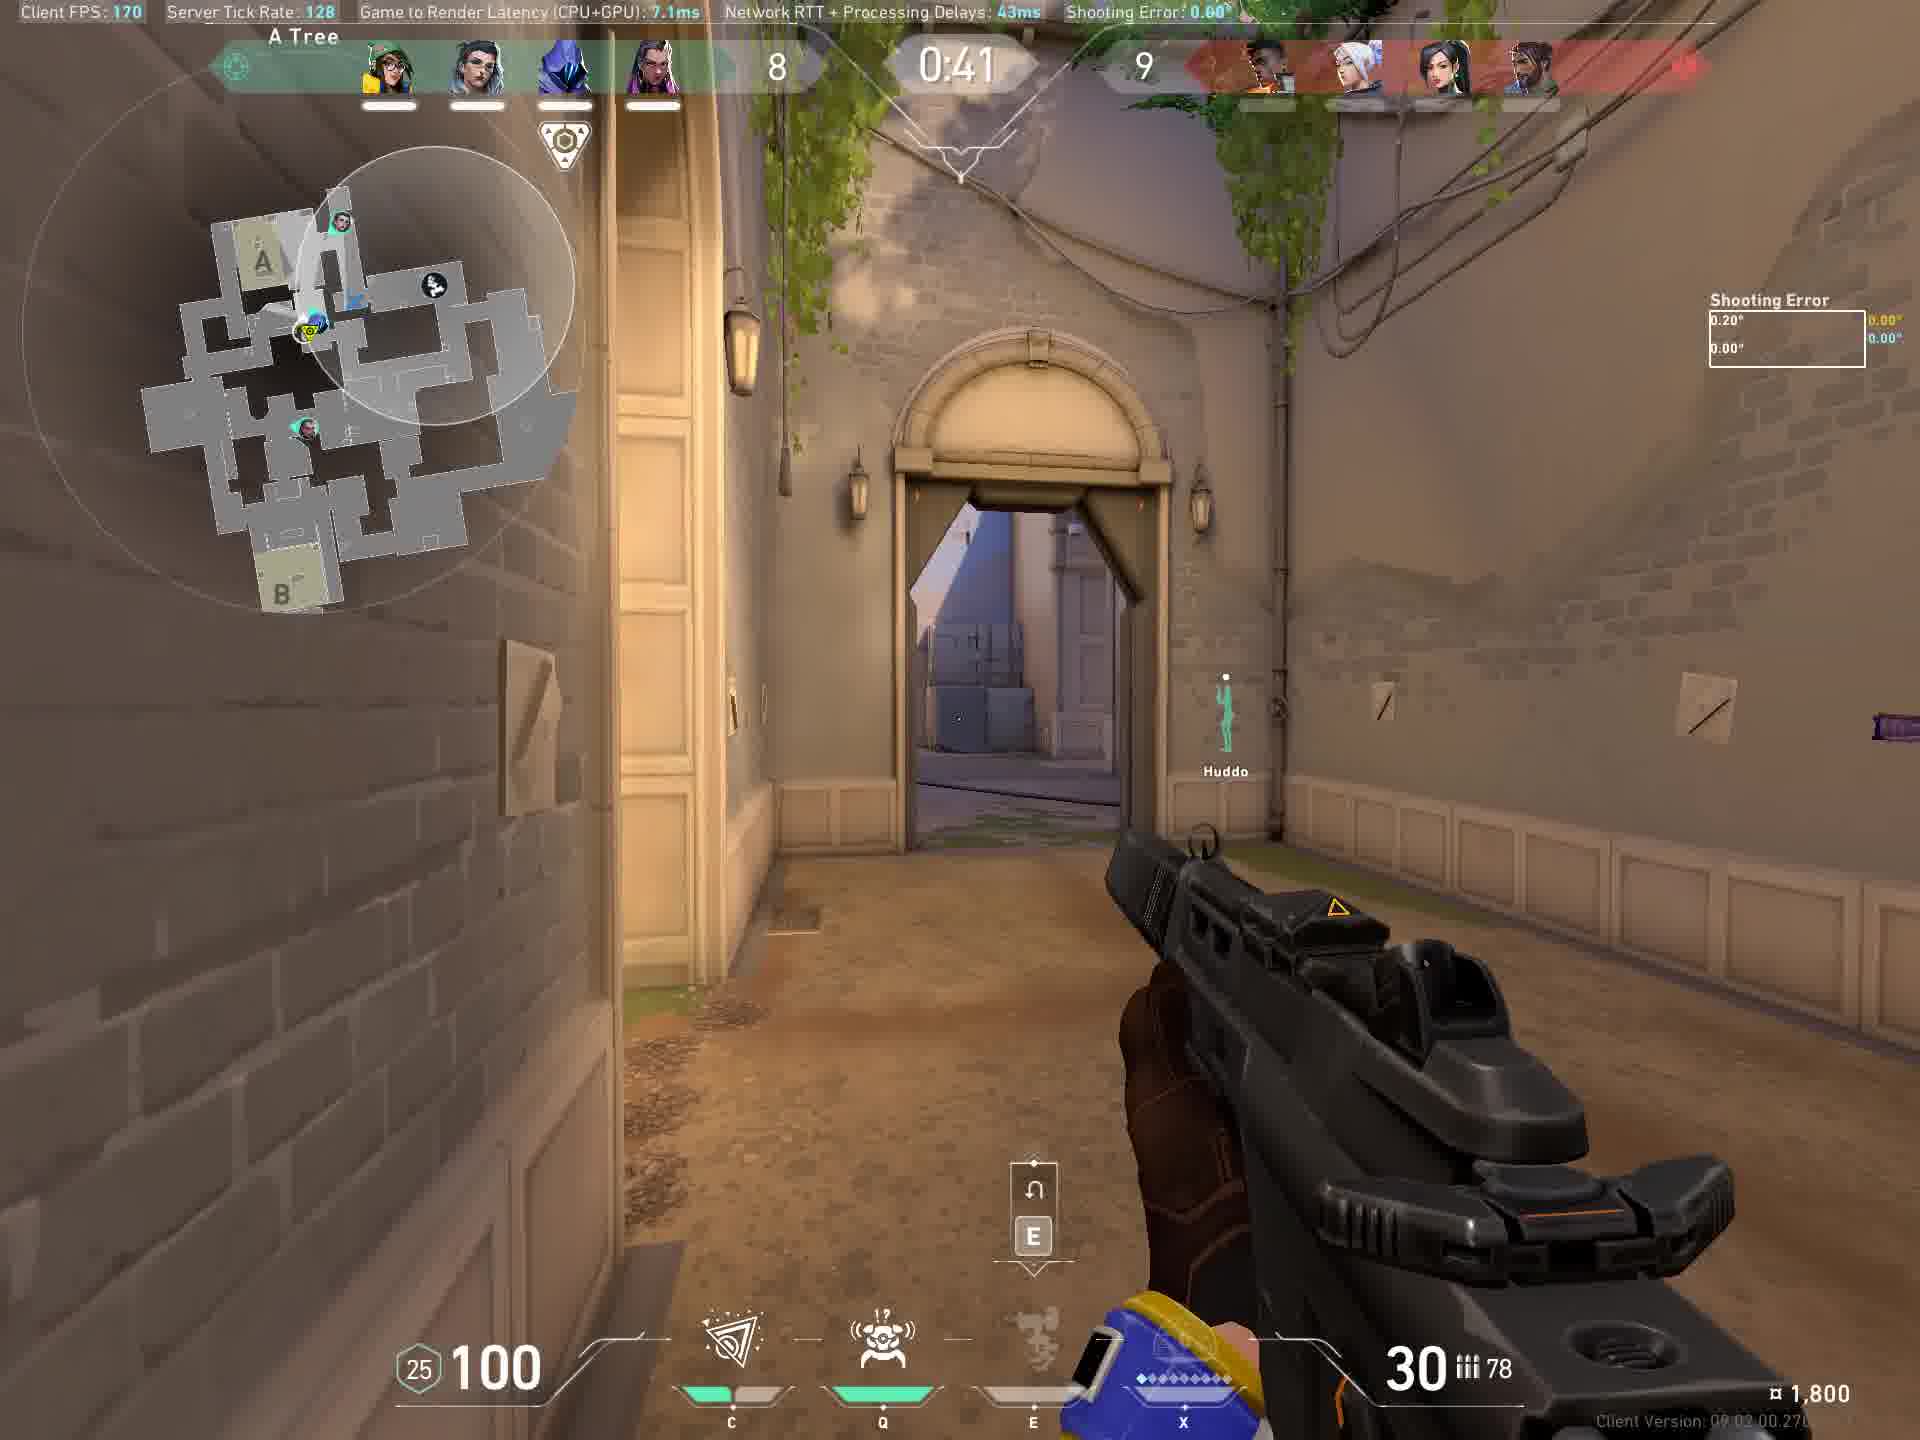 Client FPS: 170 Server Tick Rate: 128 Game to Render Latency (CPU+GPU): 7.1ms Network RTT + Processing Delays: 43ms Shooting Error: 0.00°
A Tree
8 0:41 9
A
B
Shooting Error
0.20° 0.00°
0.00° 0.00°
Huddo
E
!?
25 100
30 78
¤ 1,800
C Q E X